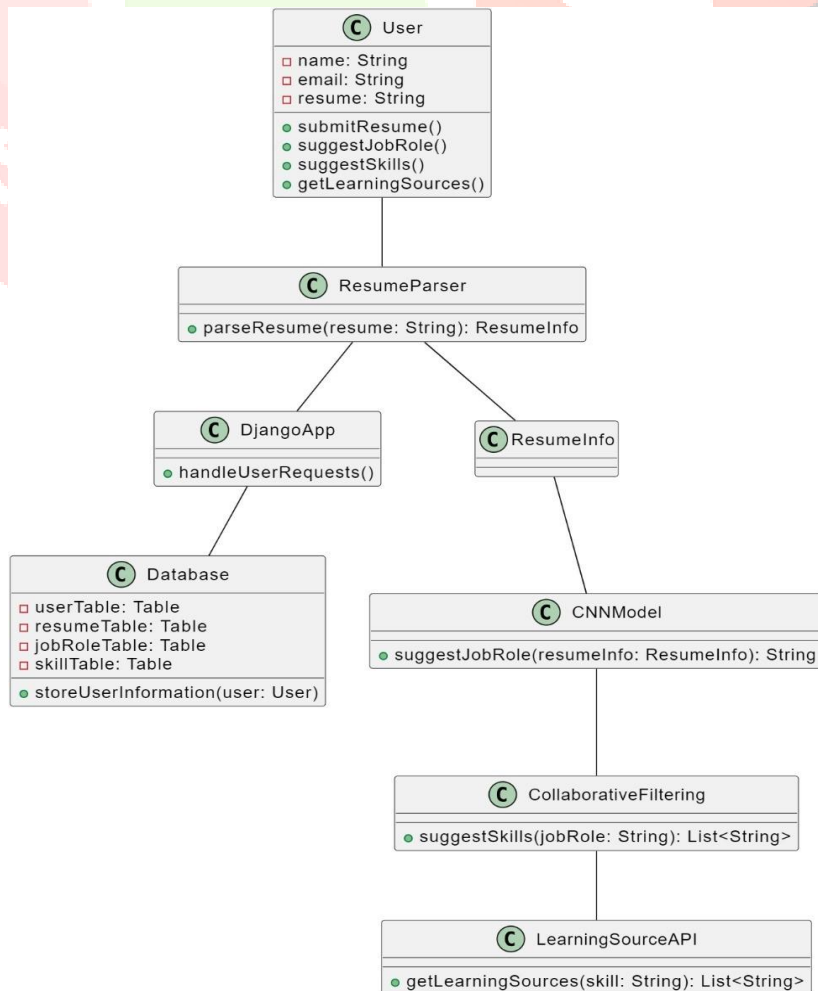 C User
name: String
email: String
resume: String
submitResume()
suggestJobRole()
suggestSkills()
getLearningSources()
C ResumeParser
parseResume(resume: String): ResumeInfo
C DjangoApp
handleUserRequests()
C ResumeInfo
C Database
userTable: Table
resumeTable: Table
jobRoleTable: Table
skillTable: Table
storeUserInformation(user: User)
C CNNModel
suggestJobRole(resumeInfo: ResumeInfo): String
C CollaborativeFiltering
suggestSkills(jobRole: String): List<String>
C LearningSourceAPI
getLearningSources(skill: String): List<String>